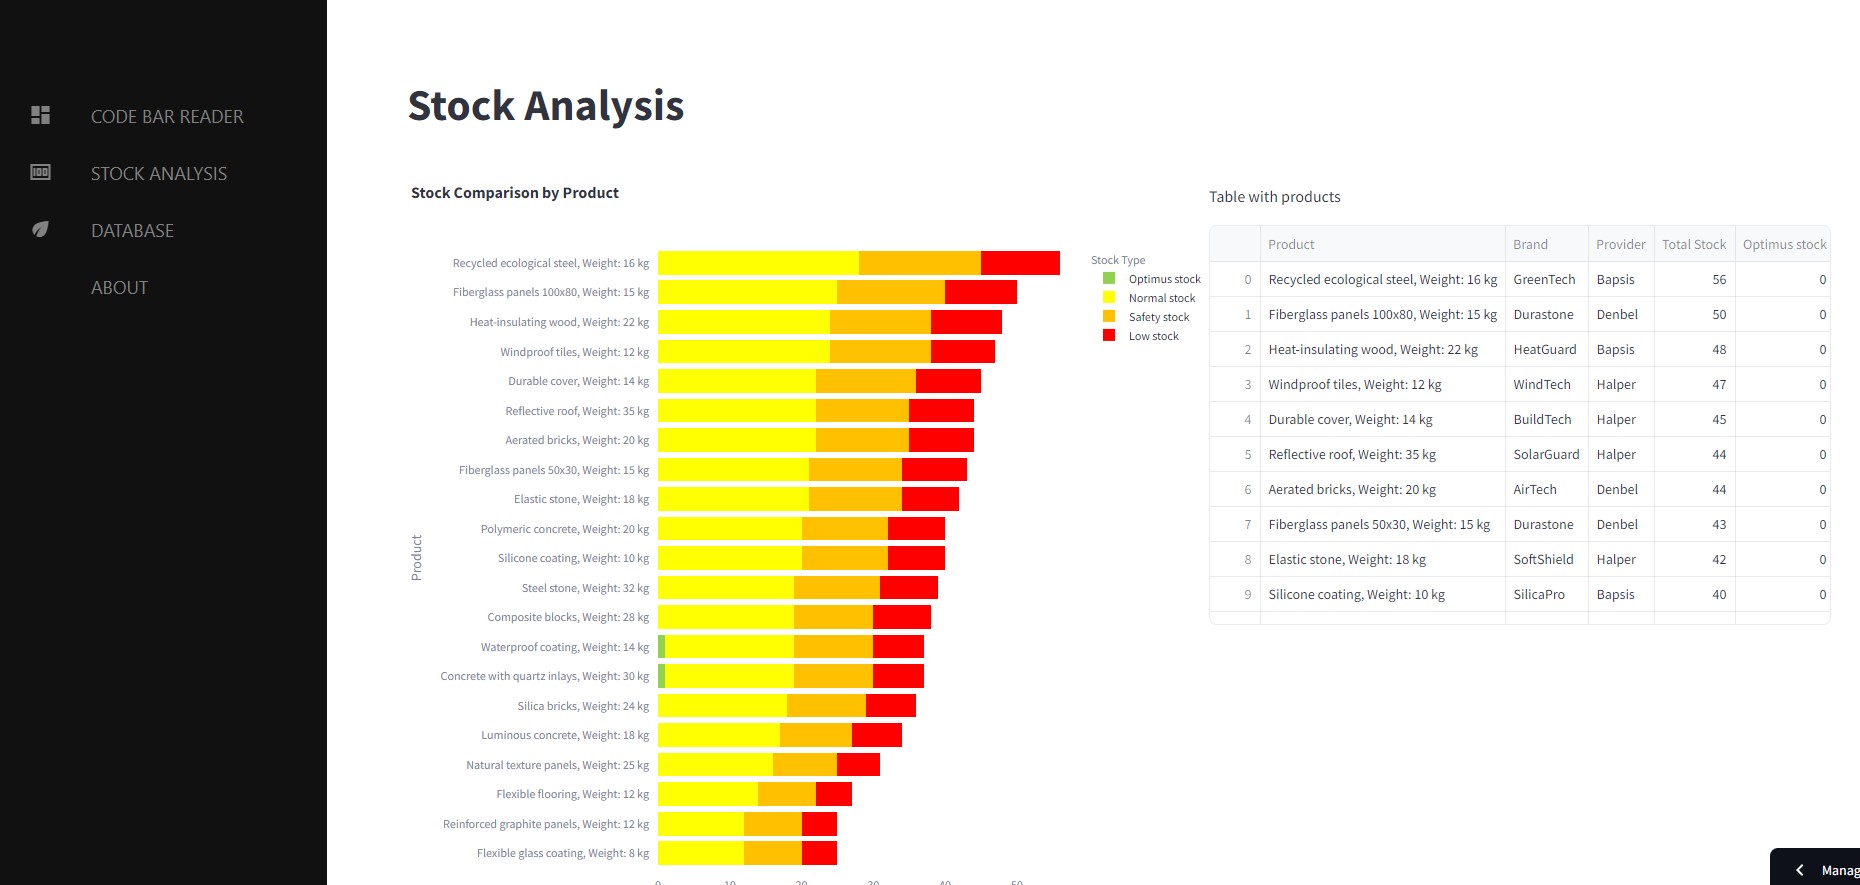 CODE BAR READER
STOCK ANALYSIS
DATABASE
ABOUT
Stock Analysis
Stock Comparison by Product
Product
Recycled ecological steel, Weight: 16 kg
Fiberglass panels 100x80, Weight: 15 kg
Heat-insulating wood, Weight: 22 kg
Windproof tiles, Weight: 12 kg
Durable cover, Weight: 14 kg
Reflective roof, Weight: 35 kg
Aerated bricks, Weight: 20 kg
Fiberglass panels 50x30, Weight: 15 kg
Elastic stone, Weight: 18 kg
Polymeric concrete, Weight: 20 kg
Silicone coating, Weight: 10 kg
Steel stone, Weight: 32 kg
Composite blocks, Weight: 28 kg
Waterproof coating, Weight: 14 kg
Concrete with quartz inlays, Weight: 30 kg
Silica bricks, Weight: 24 kg
Luminous concrete, Weight: 18 kg
Natural texture panels, Weight: 25 kg
Flexible flooring, Weight: 12 kg
Reinforced graphite panels, Weight: 12 kg
Flexible glass coating, Weight: 8 kg
0 10 20 30 40 50
Stock Type
Optimus stock
Normal stock
Safety stock
Low stock
Table with products
Product Brand Provider Total Stock Optimus stock
0 Recycled ecological steel, Weight: 16 kg GreenTech Bapsis 56 0
1 Fiberglass panels 100x80, Weight: 15 kg Durastone Denbel 50 0
2 Heat-insulating wood, Weight: 22 kg HeatGuard Bapsis 48 0
3 Windproof tiles, Weight: 12 kg WindTech Halper 47 0
4 Durable cover, Weight: 14 kg BuildTech Halper 45 0
5 Reflective roof, Weight: 35 kg SolarGuard Halper 44 0
6 Aerated bricks, Weight: 20 kg AirTech Denbel 44 0
7 Fiberglass panels 50x30, Weight: 15 kg Durastone Denbel 43 0
8 Elastic stone, Weight: 18 kg SoftShield Halper 42 0
9 Silicone coating, Weight: 10 kg SilicaPro Bapsis 40 0
Manag